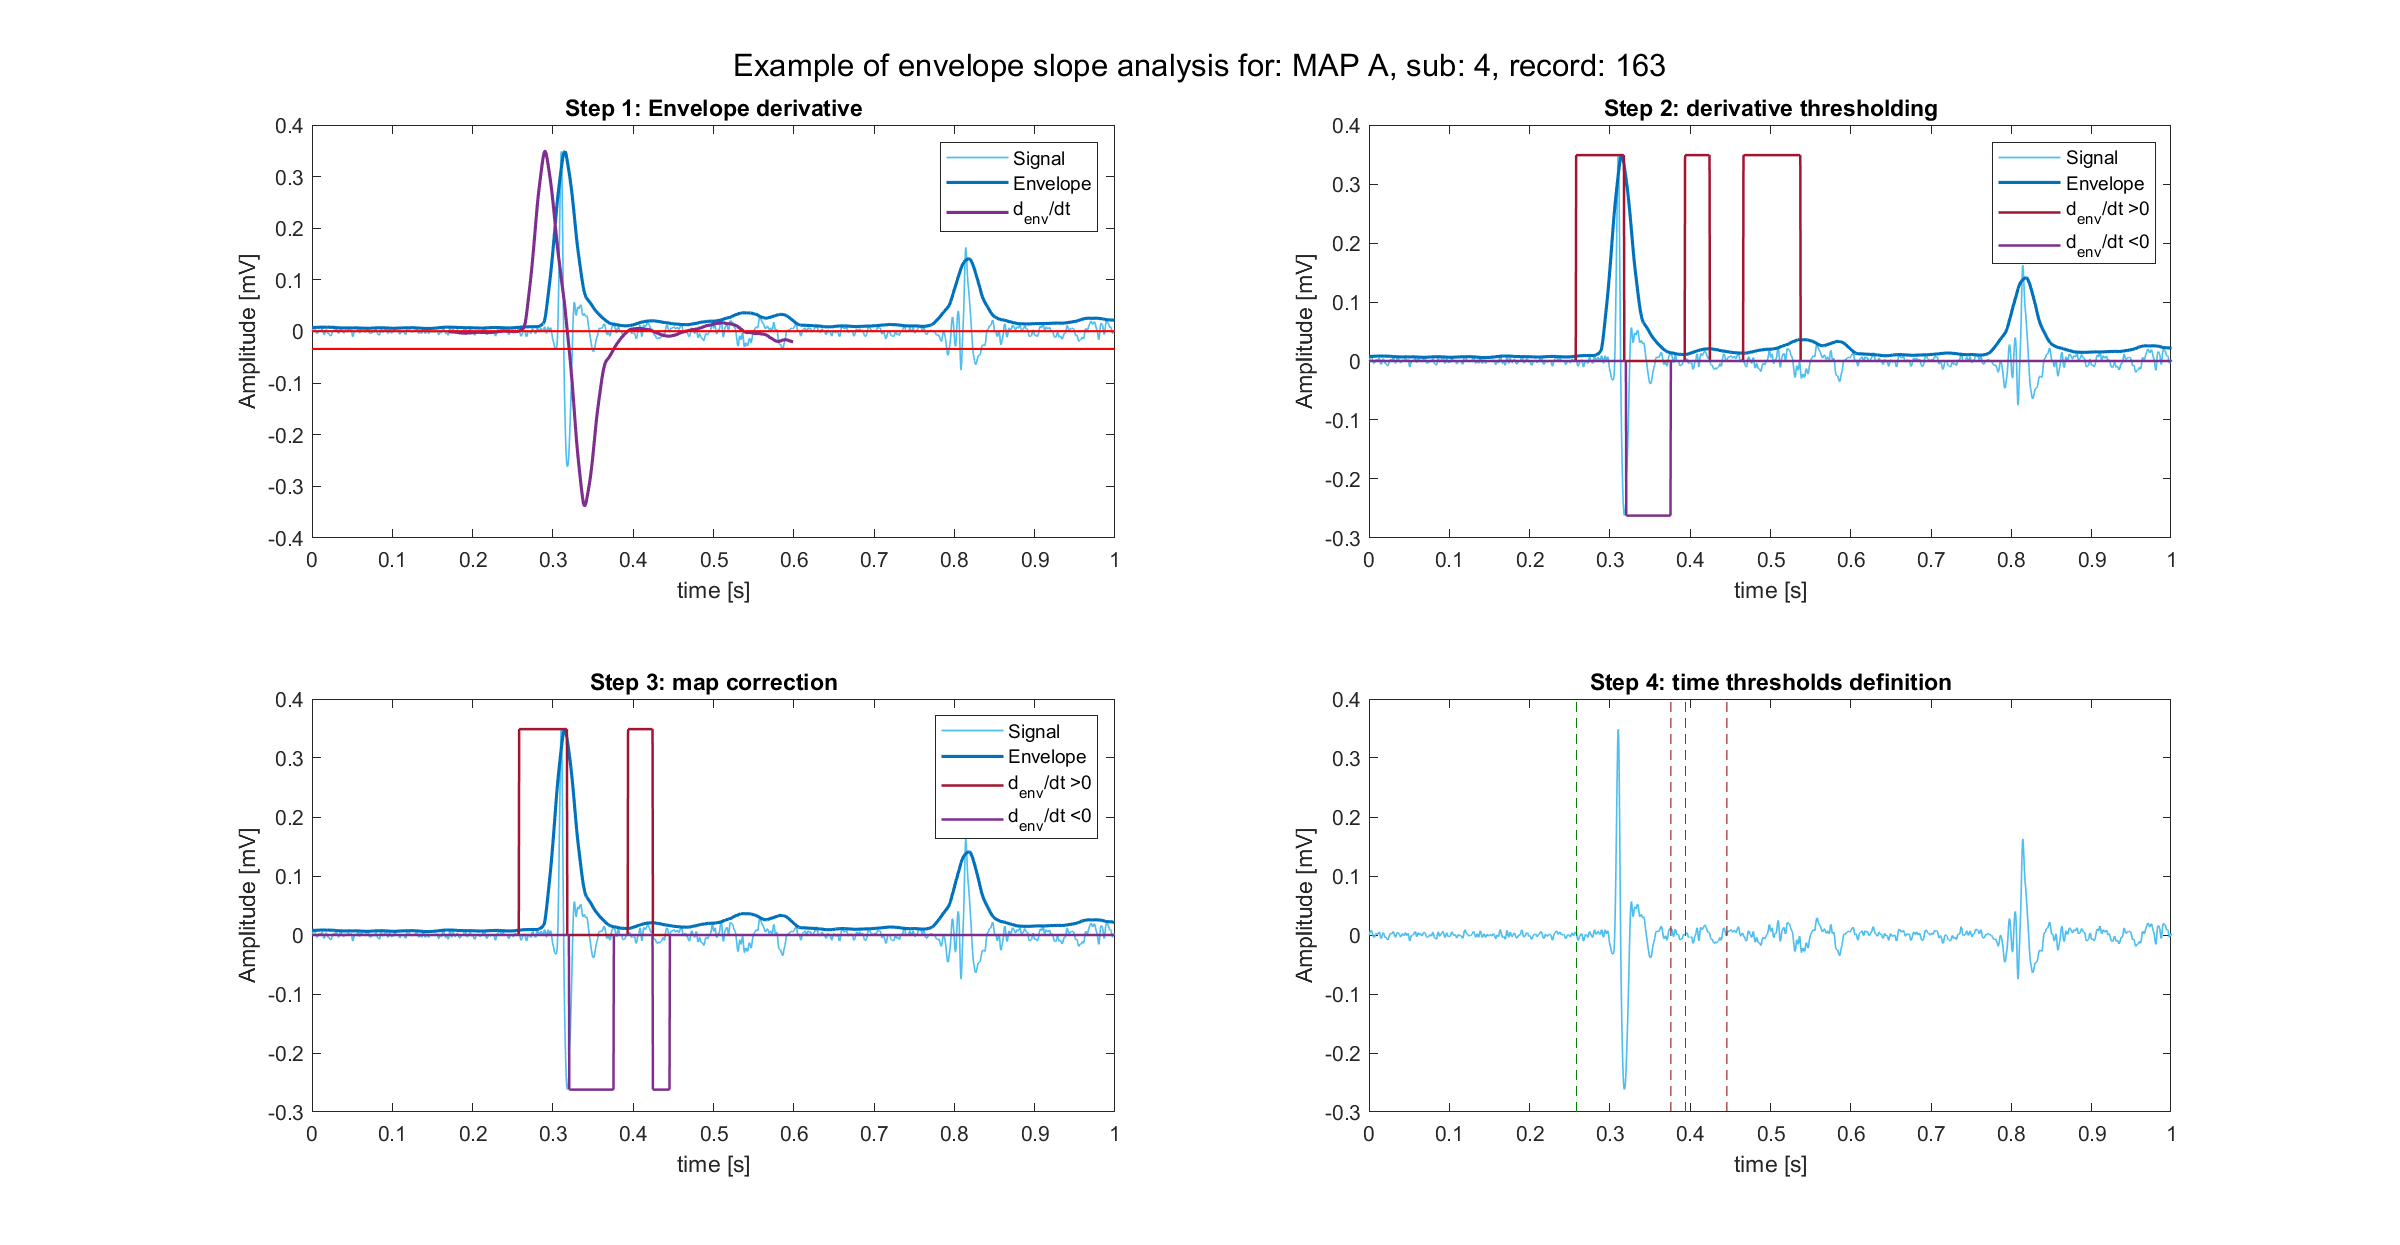 Example of envelope slope analysis for: MAP A, sub: 4, record: 163
Step 1: Envelope derivative
0.4
0.3
0.2
0.1
0
-0.1
-0.2
-0.3
-0.4
Amplitude [mV]
0 0.1 0.2 0.3 0.4 0.5 0.6 0.7 0.8 0.9 1
time [s]
Signal
Envelope
d_env/dt
Step 2: derivative thresholding
0.4
0.3
0.2
0.1
0
-0.1
-0.2
-0.3
Amplitude [mV]
0 0.1 0.2 0.3 0.4 0.5 0.6 0.7 0.8 0.9 1
time [s]
Signal
Envelope
d_env/dt >0
d_env/dt <0
Step 3: map correction
0.4
0.3
0.2
0.1
0
-0.1
-0.2
-0.3
Amplitude [mV]
0 0.1 0.2 0.3 0.4 0.5 0.6 0.7 0.8 0.9 1
time [s]
Signal
Envelope
d_env/dt >0
d_env/dt <0
Step 4: time thresholds definition
0.4
0.3
0.2
0.1
0
-0.1
-0.2
-0.3
Amplitude [mV]
0 0.1 0.2 0.3 0.4 0.5 0.6 0.7 0.8 0.9 1
time [s]